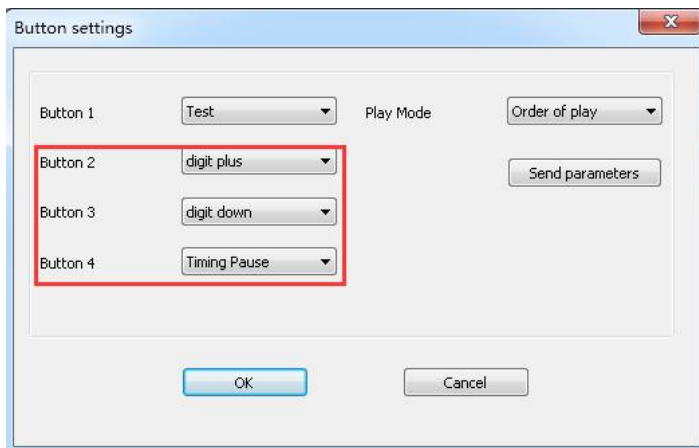 Button settings
Button 1 Test Play Mode Order of play
Button 2 digit plus Send parameters
Button 3 digit down
Button 4 Timing Pause
OK Cancel